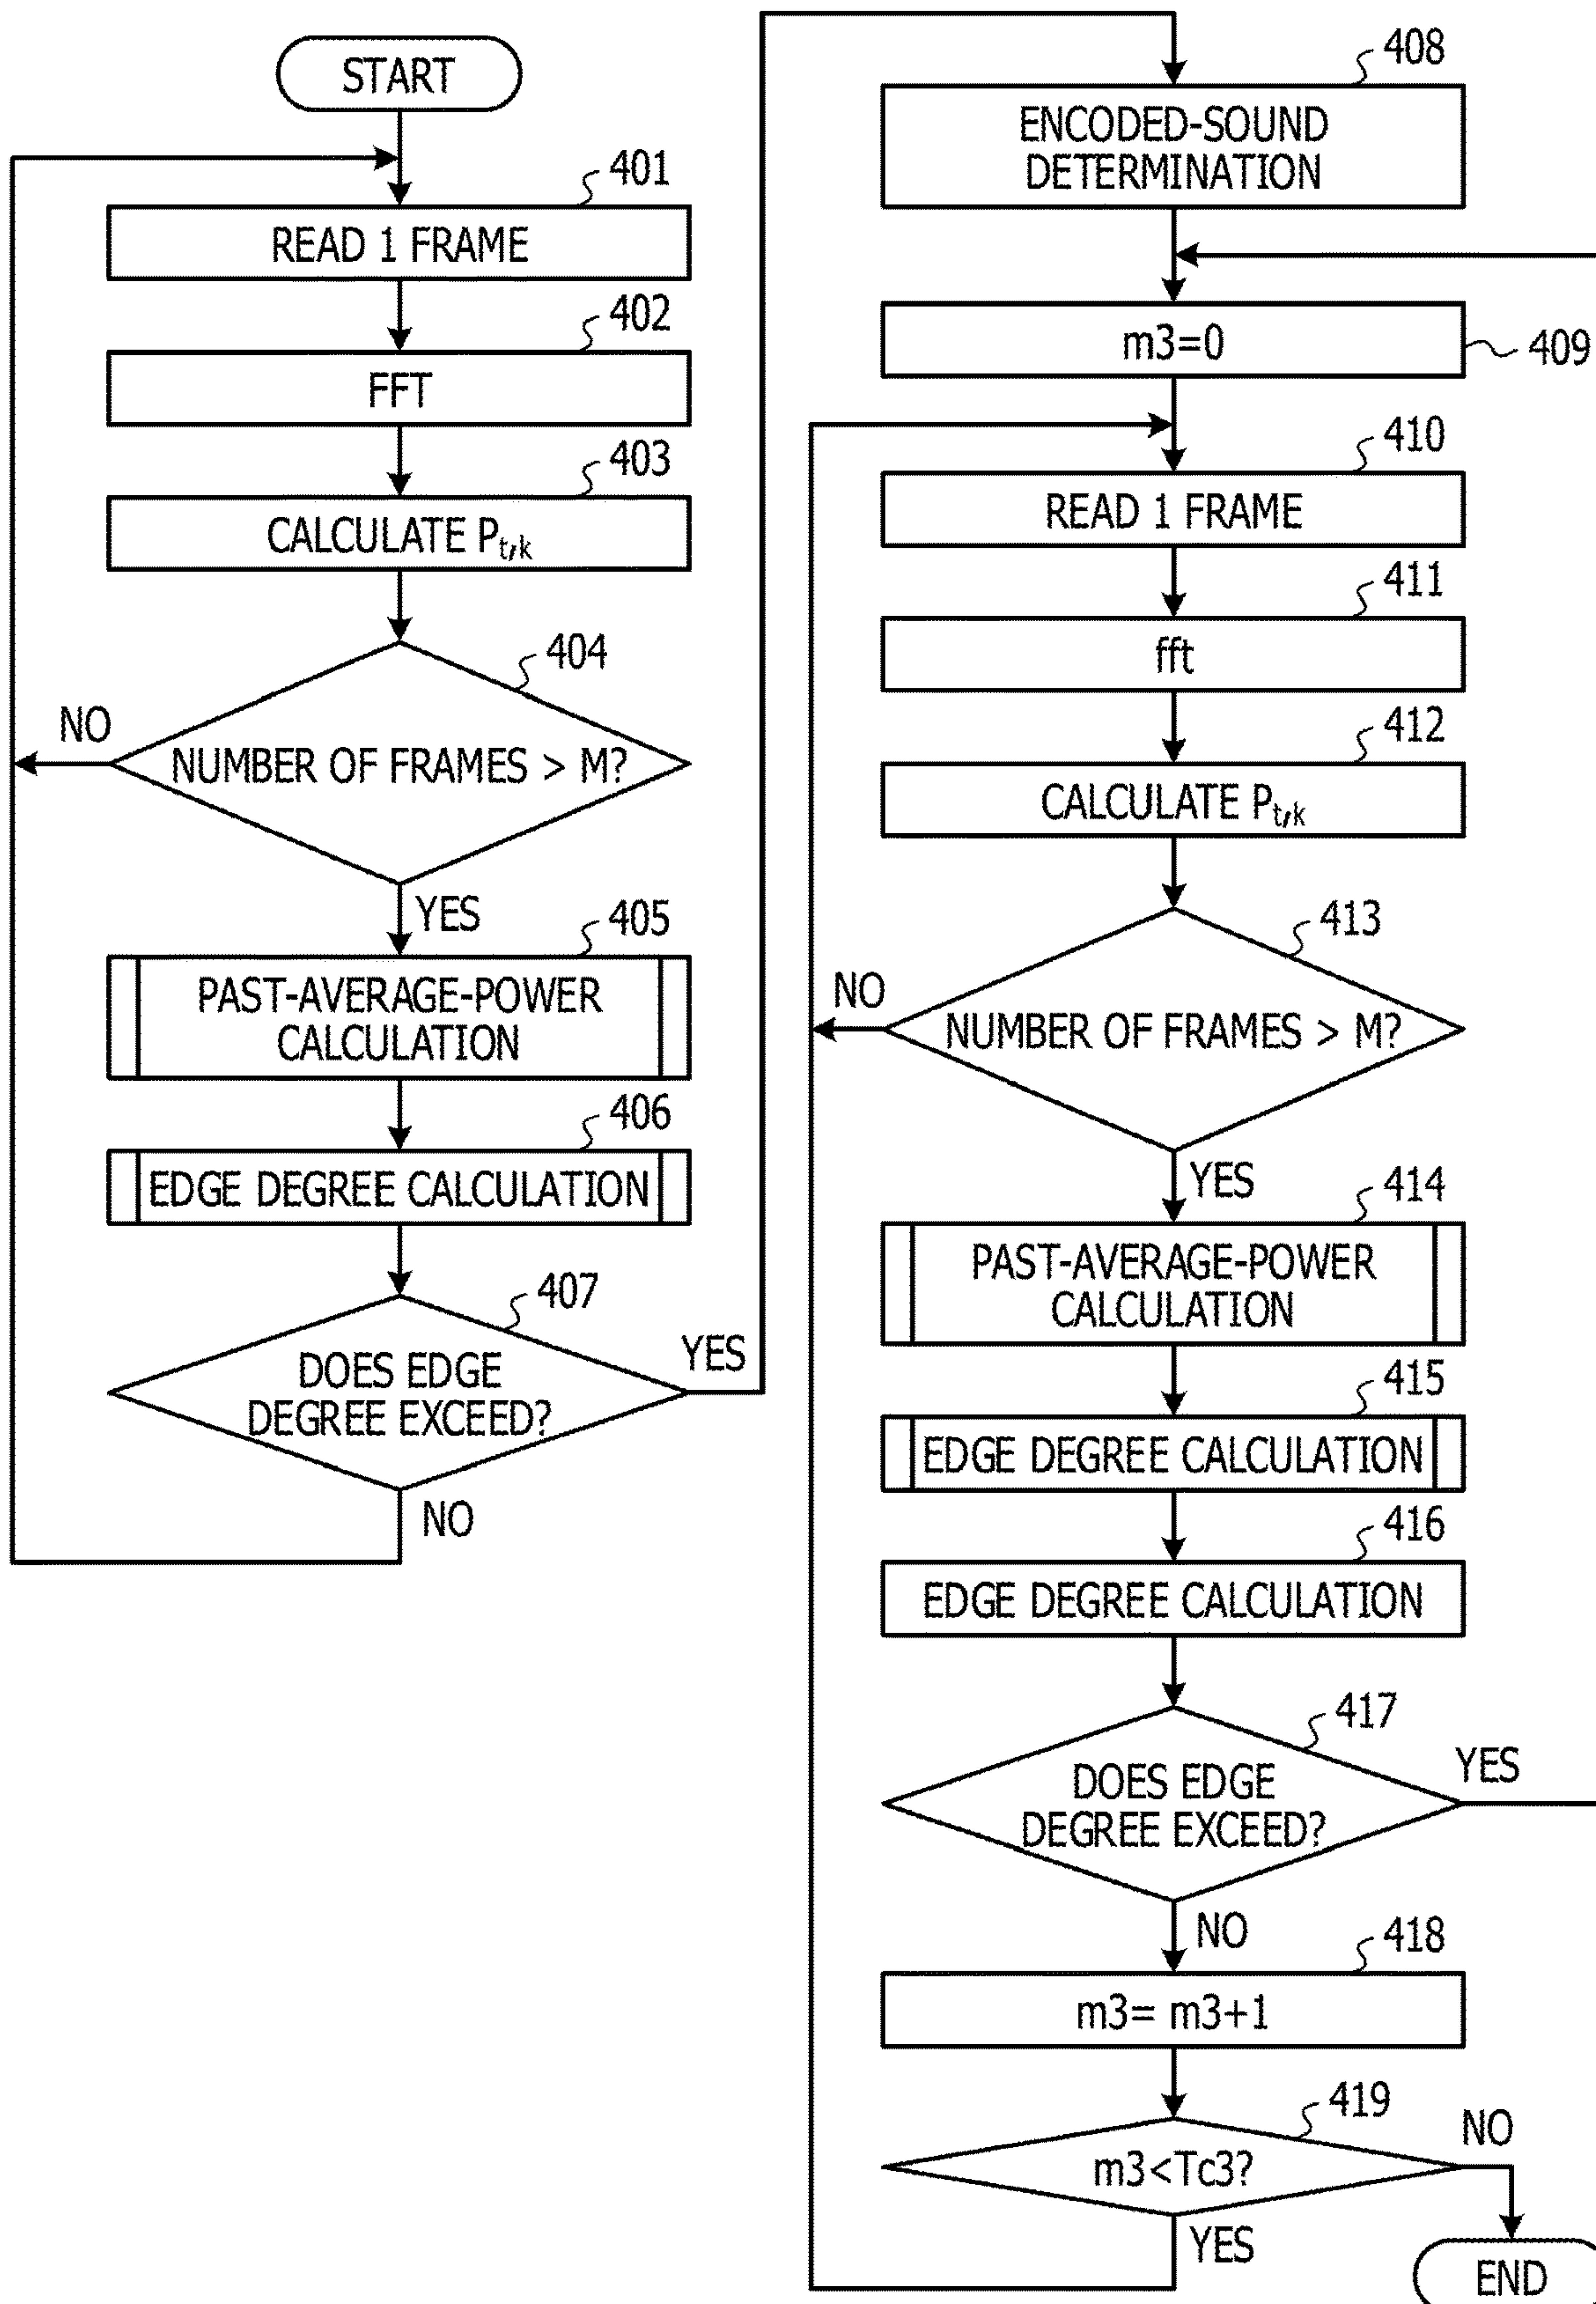 START
401
READ 1 FRAME
402
FFT
403
CALCULATE Pt,k
404
NO
NUMBER OF FRAMES > M?
YES
405
PAST-AVERAGE-POWER
CALCULATION
406
EDGE DEGREE CALCULATION
407
YES
DOES EDGE
DEGREE EXCEED?
NO
408
ENCODED-SOUND
DETERMINATION
m3=0
409
410
READ 1 FRAME
411
fft
412
CALCULATE Pt,k
413
NO
NUMBER OF FRAMES > M?
YES
414
PAST-AVERAGE-POWER
CALCULATION
415
EDGE DEGREE CALCULATION
416
EDGE DEGREE CALCULATION
417
YES
DOES EDGE
DEGREE EXCEED?
NO
418
m3= m3+1
419
NO
m3<Tc3?
YES
END